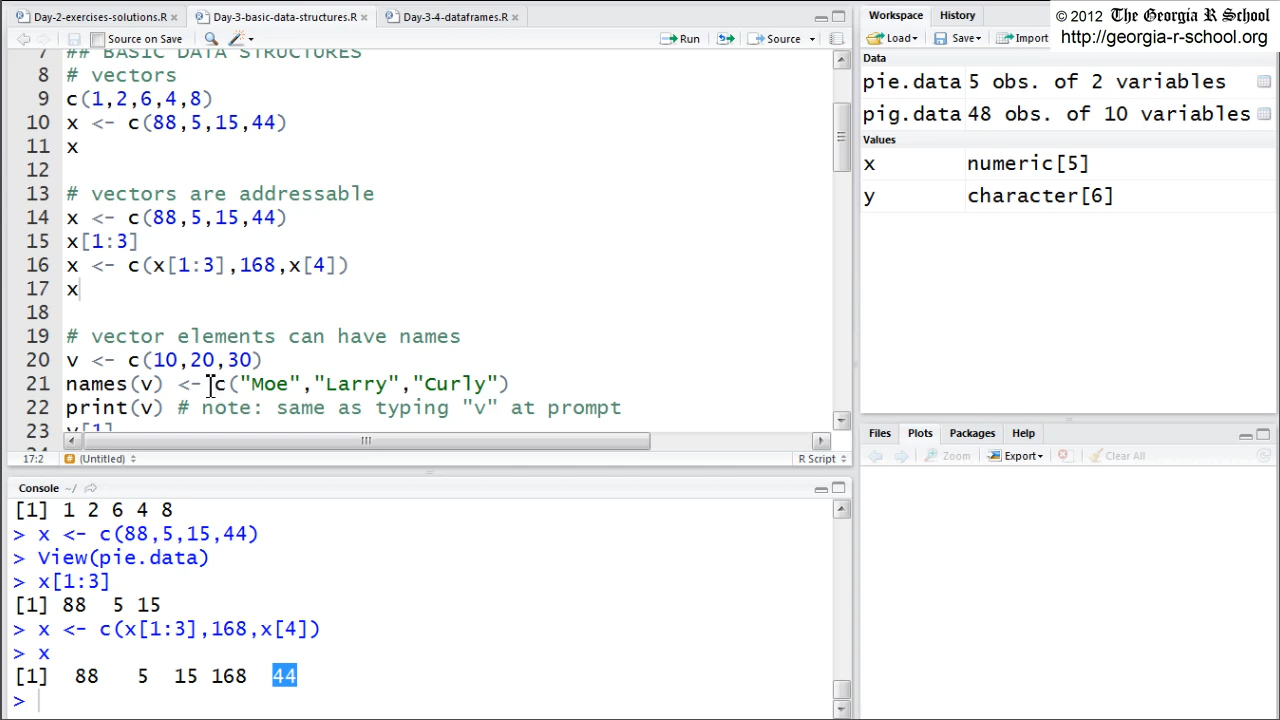 Day-2-exercises-solutions.R
Day-3-basic-data-structures.R
Day-3-4-dataframes.R
Source on Save
Run
Source
7 ## BASIC DATA STRUCTURES
8 # vectors
9 c(1,2,6,4,8)
10 x <- c(88,5,15,44)
11 x
12
13 # vectors are addressable
14 x <- c(88,5,15,44)
15 x[1:3]
16 x <- c(x[1:3],168,x[4])
17 x
18
19 # vector elements can have names
20 v <- c(10,20,30)
21 names(v) <- c("Moe","Larry","Curly")
22 print(v) # note: same as typing "v" at prompt
23 v[1]
17:2 (Untitled) R Script
Console ~/
[1] 1 2 6 4 8
> x <- c(88,5,15,44)
> View(pie.data)
> x[1:3]
[1] 88 5 15
> x <- c(x[1:3],168,x[4])
> x
[1] 88 5 15 168 44
>
Workspace History
© 2012 The Georgia R School
http://georgia-r-school.org
Load Save Import
Data
pie.data 5 obs. of 2 variables
pig.data 48 obs. of 10 variables
Values
x numeric[5]
y character[6]
Files Plots Packages Help
Zoom Export Clear All